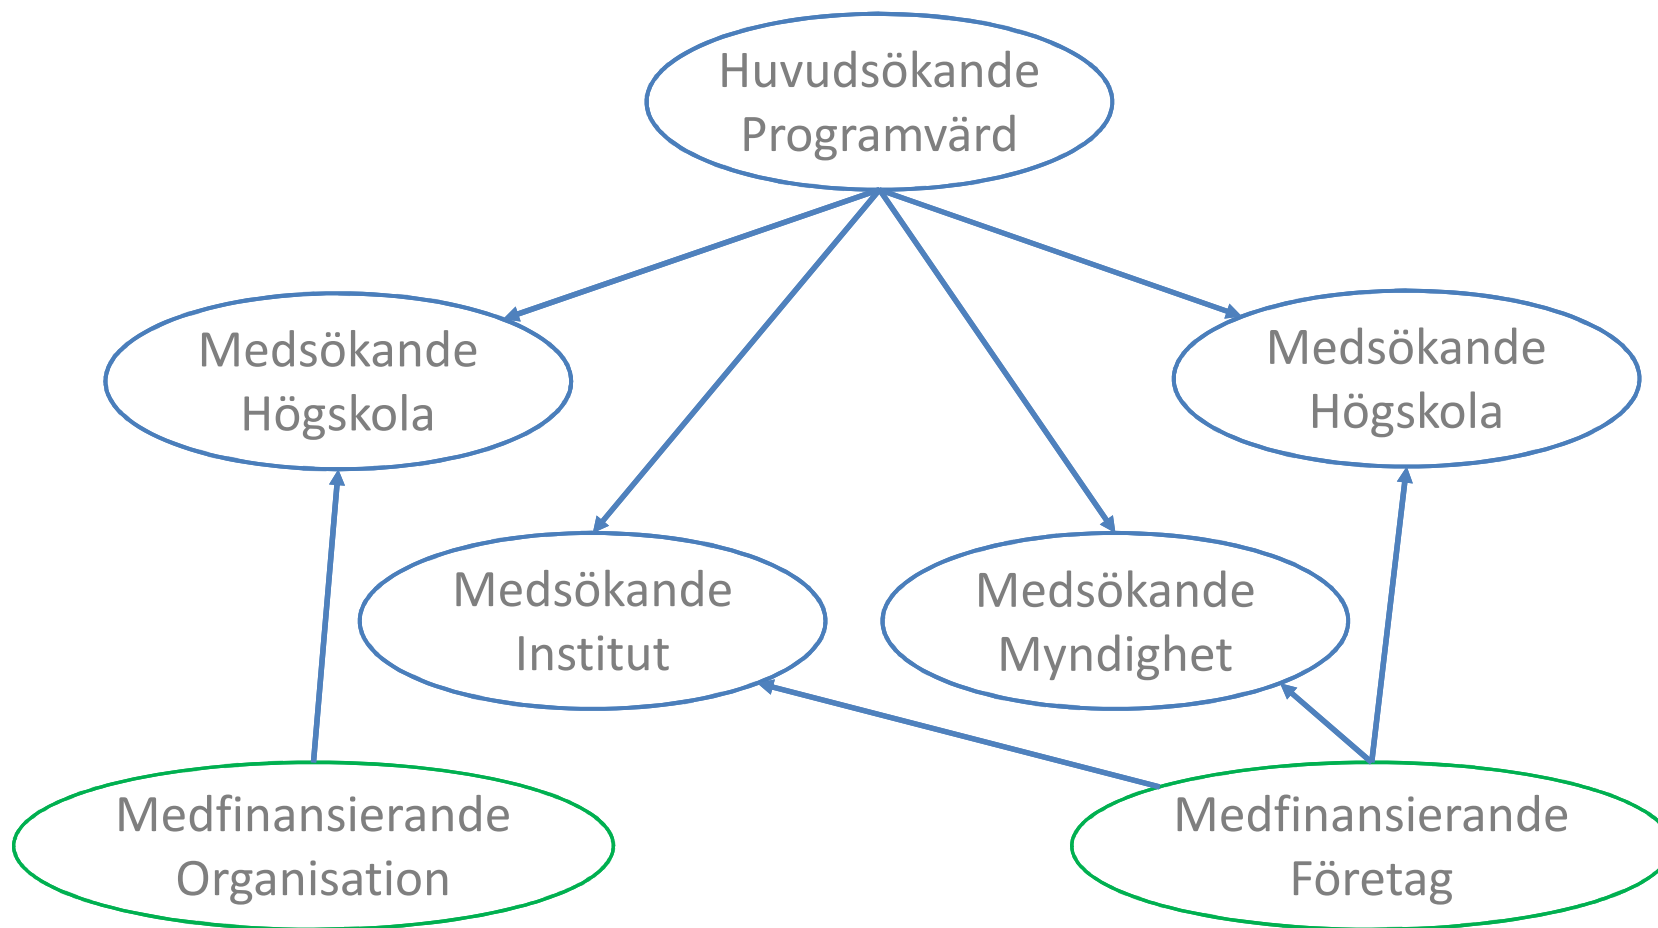 Huvudsökande
Programvärd
Medsökande
Högskola
Medsökande
Högskola
Medsökande
Institut
Medsökande
Myndighet
Medfinansierande
Organisation
Medfinansierande
Företag